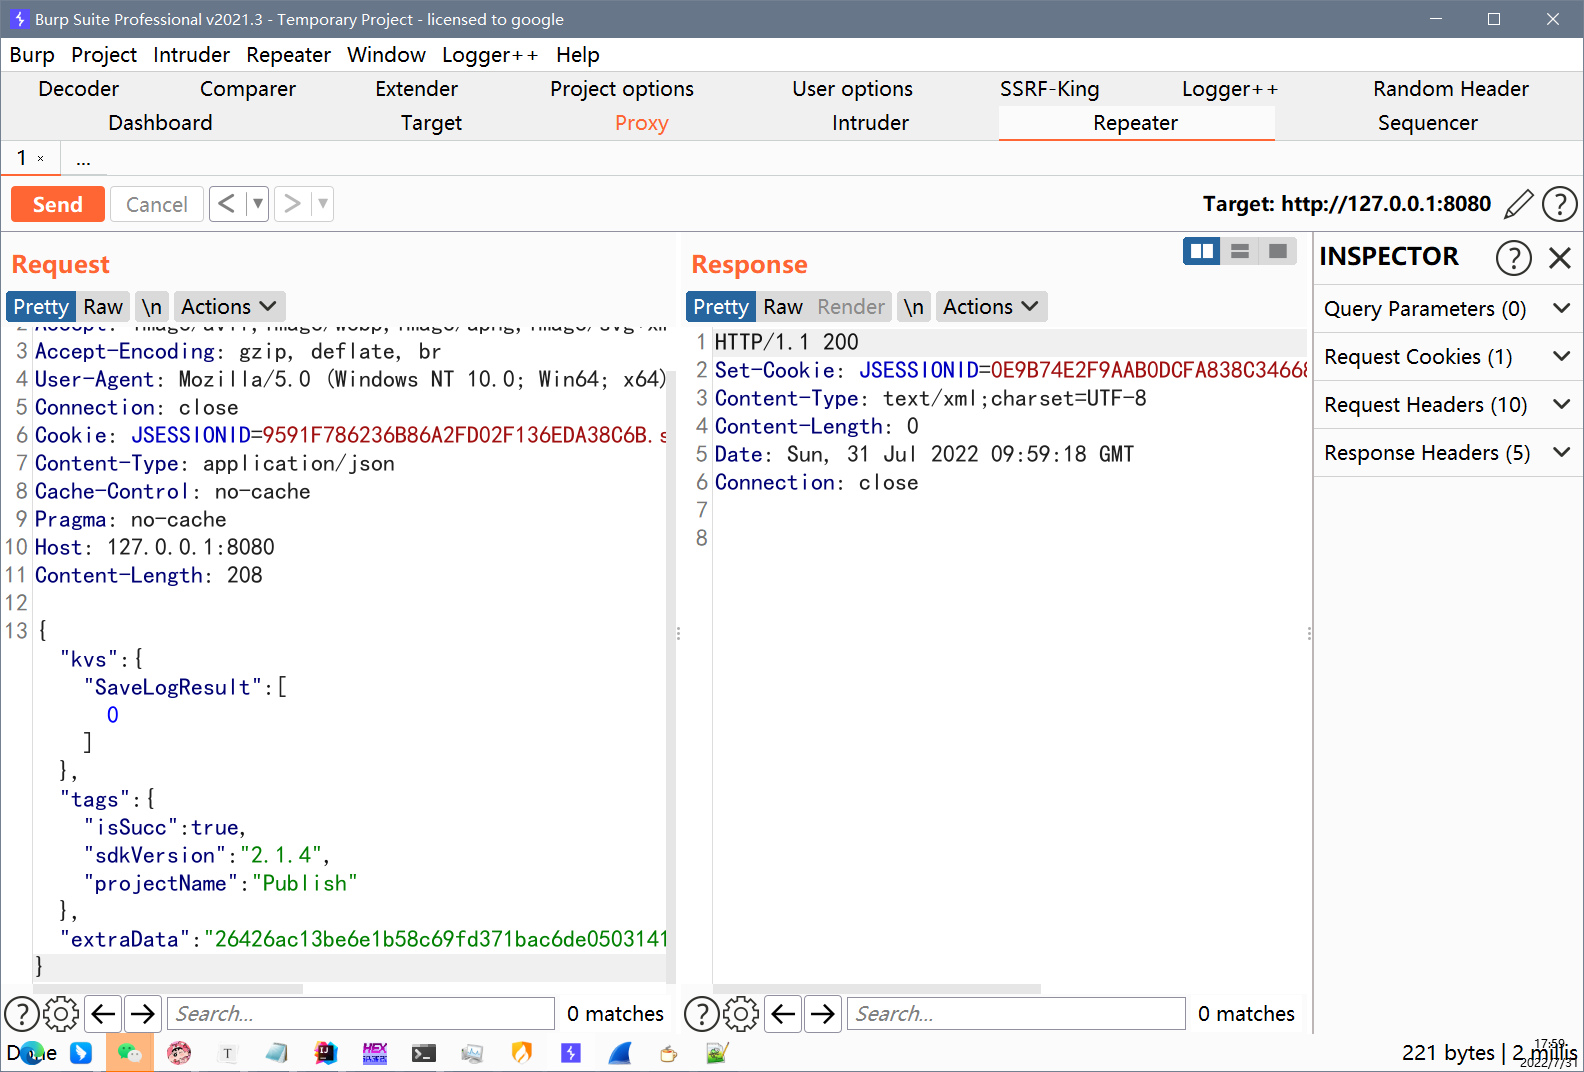 Burp Suite Professional v2021.3 - Temporary Project - licensed to google
Burp Project Intruder Repeater Window Logger++ Help
Decoder Comparer Extender Project options User options SSRF-King Logger++ Random Header
Dashboard Target Proxy Intruder Repeater Sequencer
1 × ...
Send Cancel < > Target: http://127.0.0.1:8080 ?
Request
Pretty Raw \n Actions
3 Accept-Encoding: gzip, deflate, br
4 User-Agent: Mozilla/5.0 (Windows NT 10.0; Win64; x64)
5 Connection: close
6 Cookie: JSESSIONID=9591F786236B86A2FD02F136EDA38C6B.s
7 Content-Type: application/json
8 Cache-Control: no-cache
9 Pragma: no-cache
10 Host: 127.0.0.1:8080
11 Content-Length: 208
12
13 {
"kvs":{
"SaveLogResult":[
0
]
},
"tags":{
"isSucc":true,
"sdkVersion":"2.1.4",
"projectName":"Publish"
},
"extraData":"26426ac13be6e1b58c69fd371bac6de0503141
}
? Search... 0 matches
Response
Pretty Raw Render \n Actions
1 HTTP/1.1 200
2 Set-Cookie: JSESSIONID=0E9B74E2F9AAB0DCFA838C34668
3 Content-Type: text/xml;charset=UTF-8
4 Content-Length: 0
5 Date: Sun, 31 Jul 2022 09:59:18 GMT
6 Connection: close
7
8
? Search... 0 matches
INSPECTOR ?
Query Parameters (0)
Request Cookies (1)
Request Headers (10)
Response Headers (5)
T HEX
221 bytes | 2 millis
17:59
2022/7/31